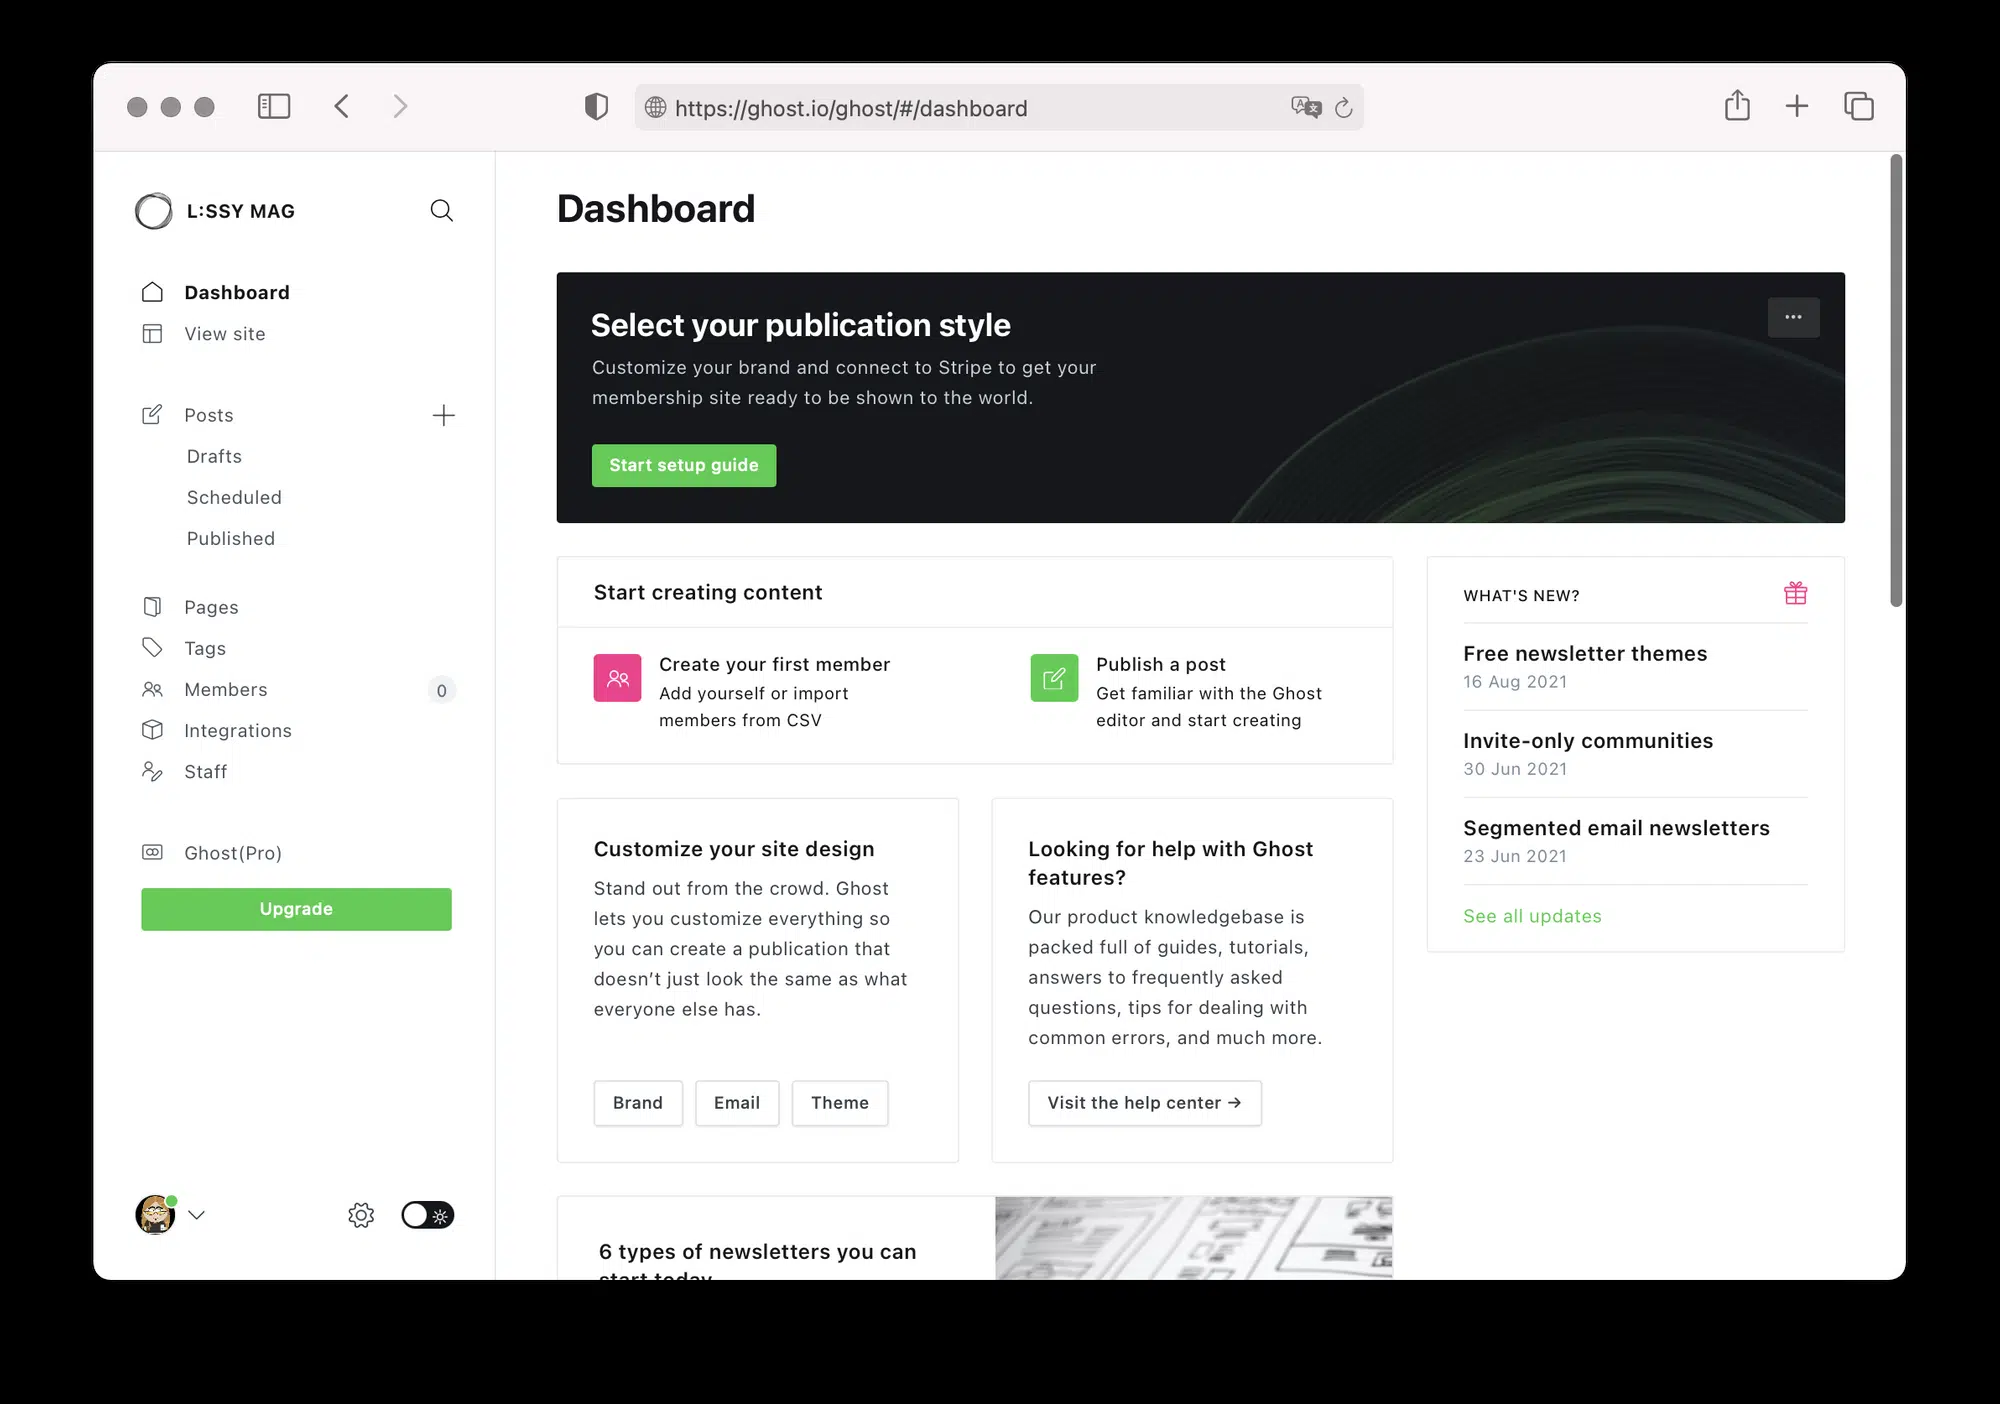 https://ghost.io/ghost/#/dashboard
L:SSY MAG
Dashboard
View site
Posts
Drafts
Scheduled
Published
Pages
Tags
Members
0
Integrations
Staff
Ghost(Pro)
Upgrade
Dashboard
Select your publication style
Customize your brand and connect to Stripe to get your
membership site ready to be shown to the world.
Start setup guide
Start creating content
Create your first member
Add yourself or import
members from CSV
Publish a post
Get familiar with the Ghost
editor and start creating
Customize your site design
Stand out from the crowd. Ghost
lets you customize everything so
you can create a publication that
doesn’t just look the same as what
everyone else has.
Brand
Email
Theme
Looking for help with Ghost
features?
Our product knowledgebase is
packed full of guides, tutorials,
answers to frequently asked
questions, tips for dealing with
common errors, and much more.
Visit the help center →
6 types of newsletters you can
start today
WHAT'S NEW?
Free newsletter themes
16 Aug 2021
Invite-only communities
30 Jun 2021
Segmented email newsletters
23 Jun 2021
See all updates